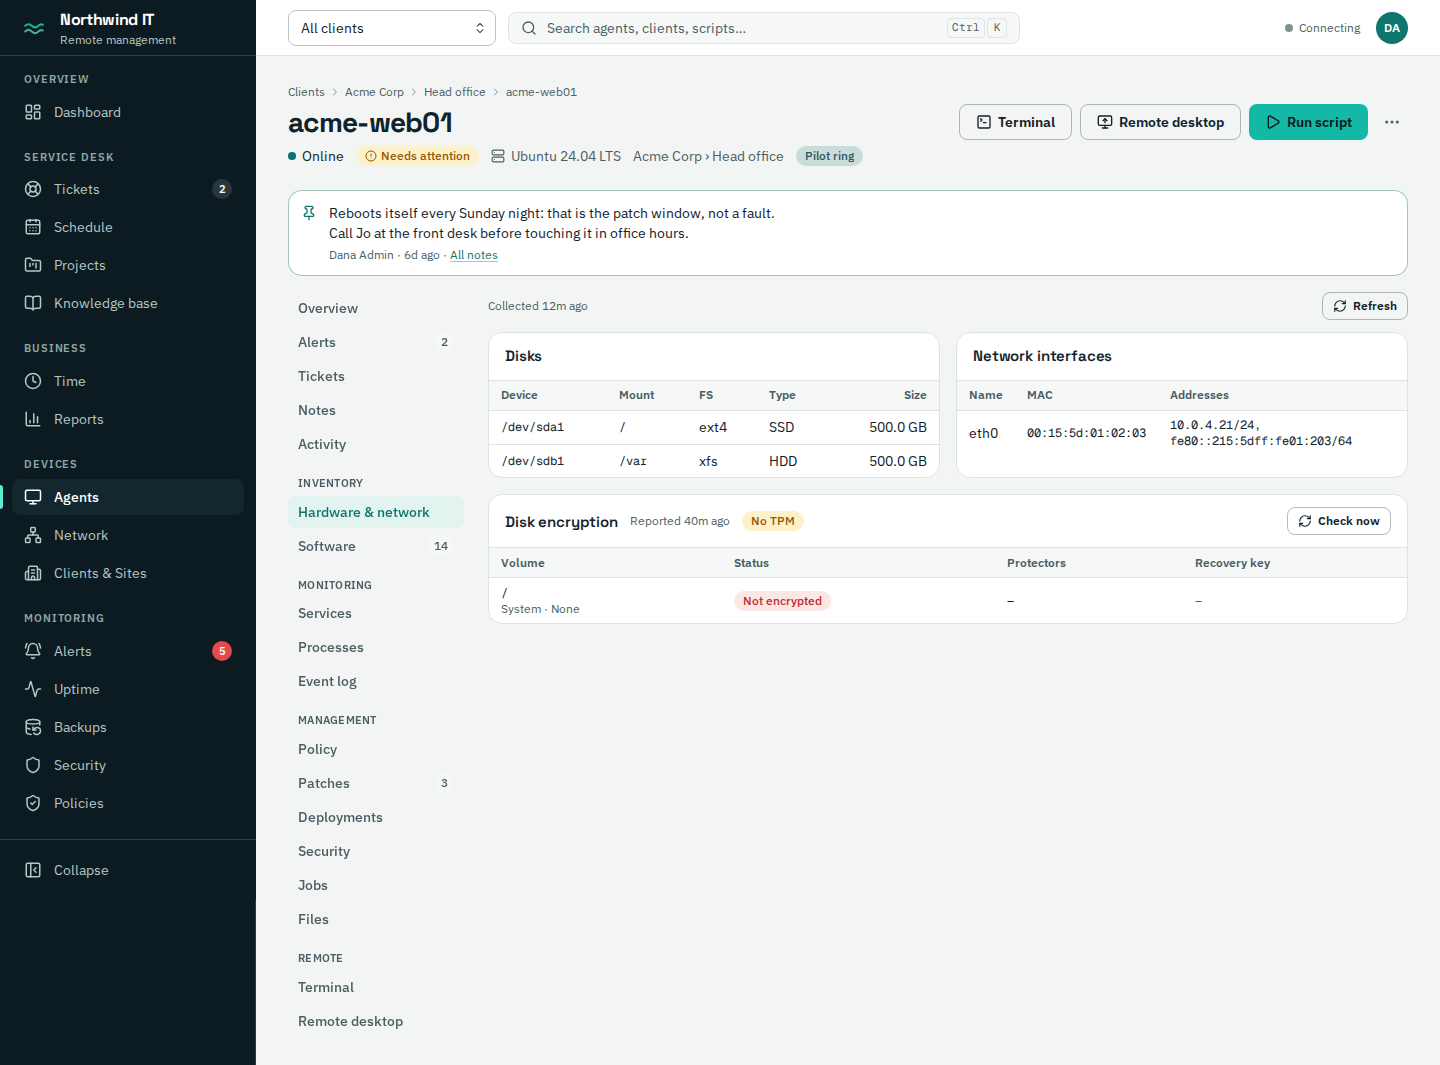 Northwind IT
Remote management
All clients
Search agents, clients, scripts...
Ctrl K
Connecting
DA
OVERVIEW
Dashboard
SERVICE DESK
Tickets 2
Schedule
Projects
Knowledge base
BUSINESS
Time
Reports
DEVICES
Agents
Network
Clients & Sites
MONITORING
Alerts 5
Uptime
Backups
Security
Policies
Collapse
Clients > Acme Corp > Head office > acme-web01
acme-web01
Terminal
Remote desktop
Run script
Online
Needs attention
Ubuntu 24.04 LTS
Acme Corp › Head office
Pilot ring
Reboots itself every Sunday night: that is the patch window, not a fault.
Call Jo at the front desk before touching it in office hours.
Dana Admin · 6d ago · All notes
Overview
Alerts 2
Tickets
Notes
Activity
INVENTORY
Hardware & network
Software 14
MONITORING
Services
Processes
Event log
MANAGEMENT
Policy
Patches 3
Deployments
Security
Jobs
Files
REMOTE
Terminal
Remote desktop
Collected 12m ago
Refresh
Disks
Device Mount FS Type Size
/dev/sda1 / ext4 SSD 500.0 GB
/dev/sdb1 /var xfs HDD 500.0 GB
Network interfaces
Name MAC Addresses
eth0 00:15:5d:01:02:03 10.0.4.21/24,
fe80::215:5dff:fe01:203/64
Disk encryption Reported 40m ago No TPM
Check now
Volume Status Protectors Recovery key
/
System · None
Not encrypted
– –